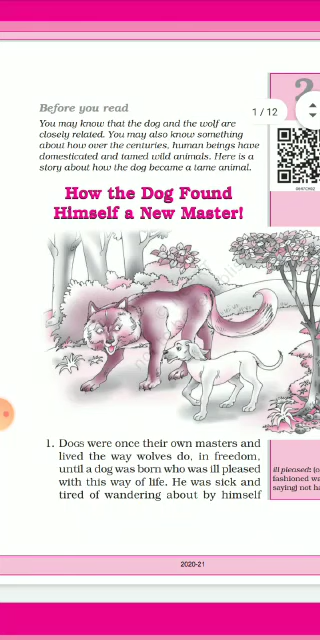 2
Before you read
You may know that the dog and the wolf are
closely related. You may also know something
about how over the centuries, human beings have
domesticated and tamed wild animals. Here is a
story about how the dog became a tame animal.
1 / 12
How the Dog Found
Himself a New Master!
1. DOGS were once their own masters and
lived the way wolves do, in freedom,
until a dog was born who was ill pleased
with this way of life. He was sick and
tired of wandering about by himself
ill pleased: (o
fashioned wa
saying) not ha
2020-21